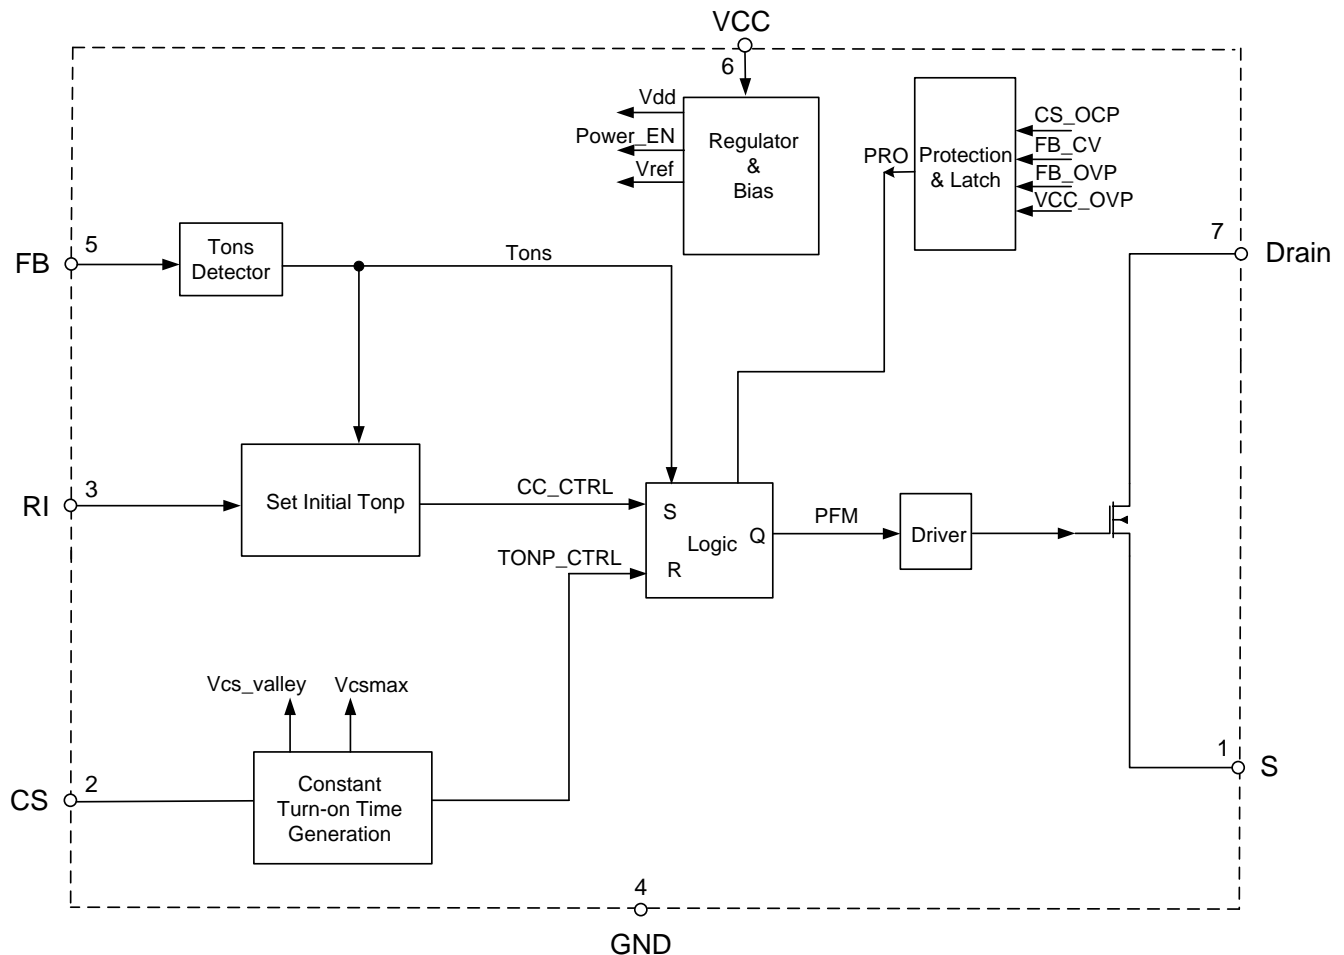 VCC
6
Vdd
Power_EN
Vref
Regulator
&
Bias
PRO
Protection
& Latch
CS_OCP
FB_CV
FB_OVP
VCC_OVP
FB
5
Tons
Detector
Tons
7
Drain
RI
3
Set Initial Tonp
CC_CTRL
TONP_CTRL
S
R
Logic
Q
PFM
Driver
Vcs_valley
Vcsmax
CS
2
Constant
Turn-on Time
Generation
1
S
4
GND